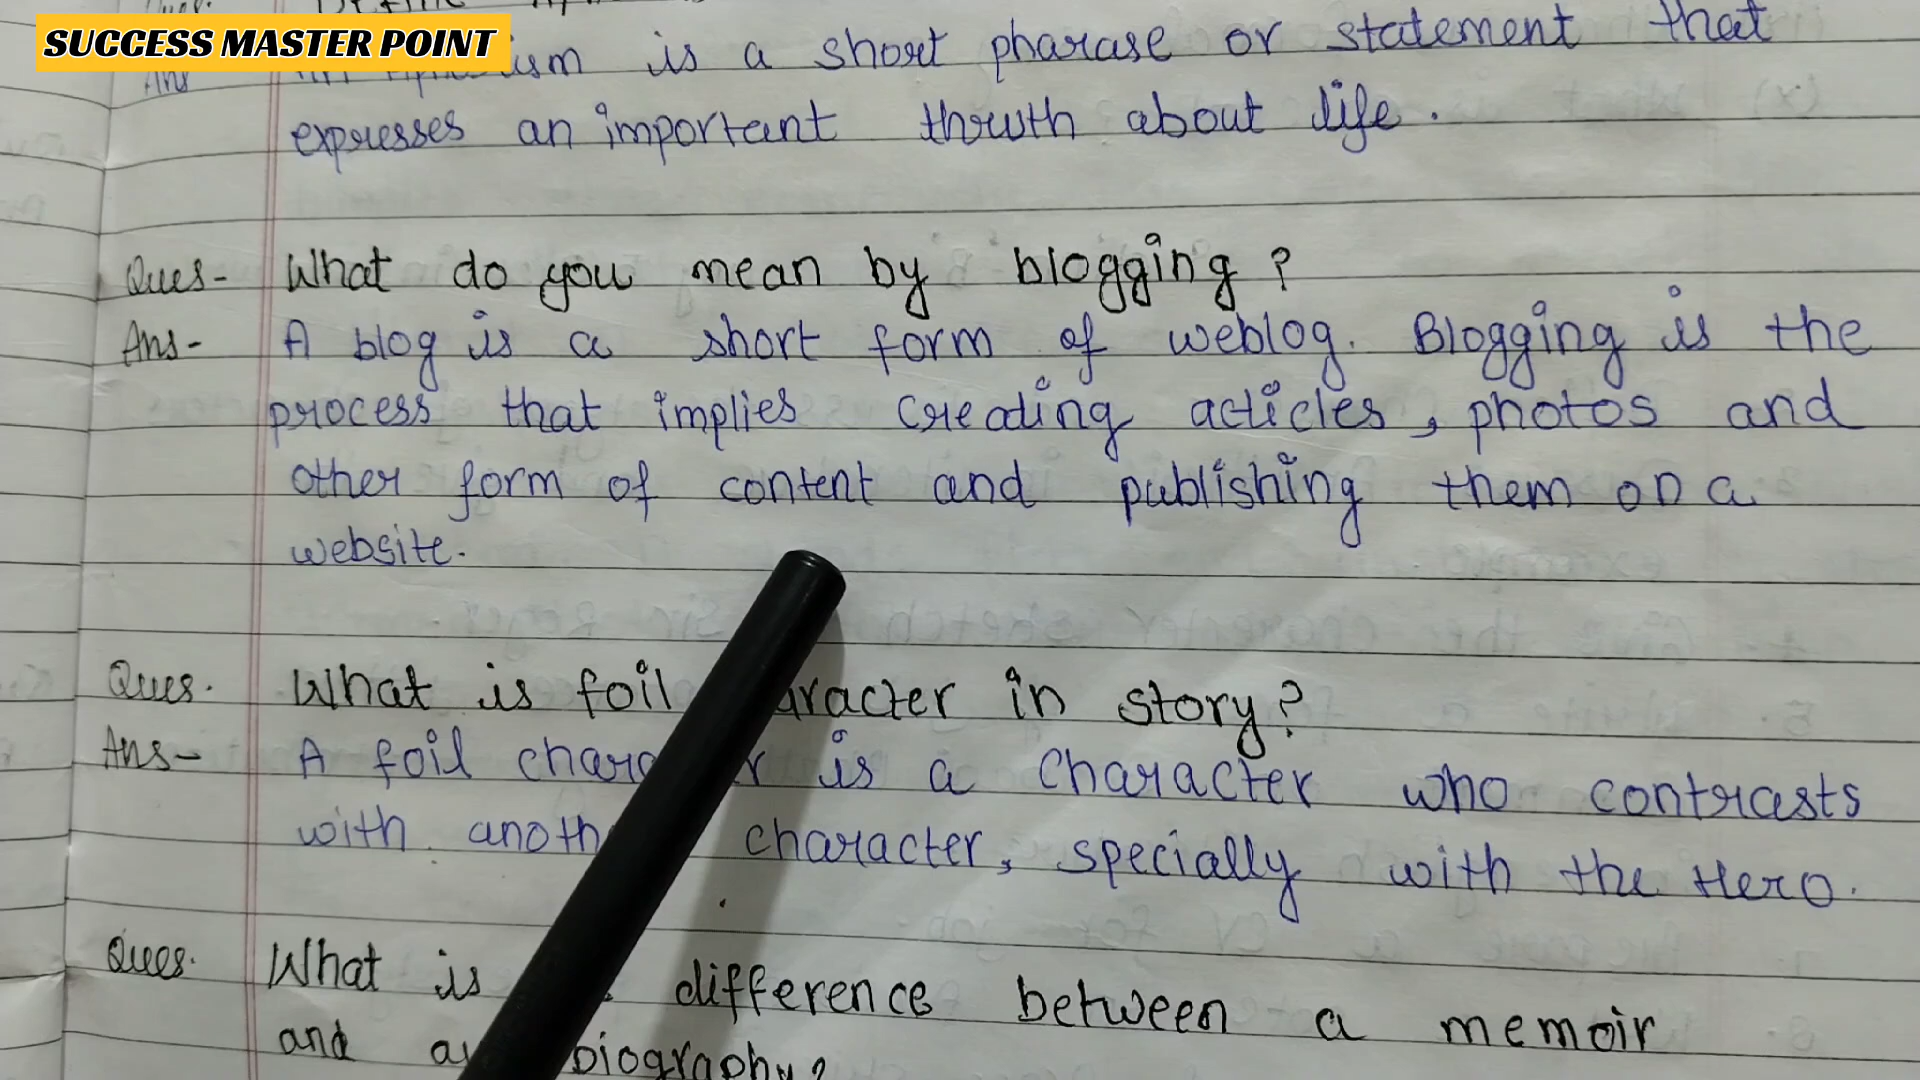 SUCCESS MASTER POINT
is a short pharase or statement that
Ans
expresses an important thruth about life.
Ques- What do you mean by blogging?
Ans- A blog is a short form of weblog. Blogging is the
process that implies creating acticles, photos and
other form of content and publishing them on a
website.
Ques. What is foil in story?
Ans- A foil is a character who contrasts
with character, specially with the Hero.
Ques. What is difference between a memoir
and